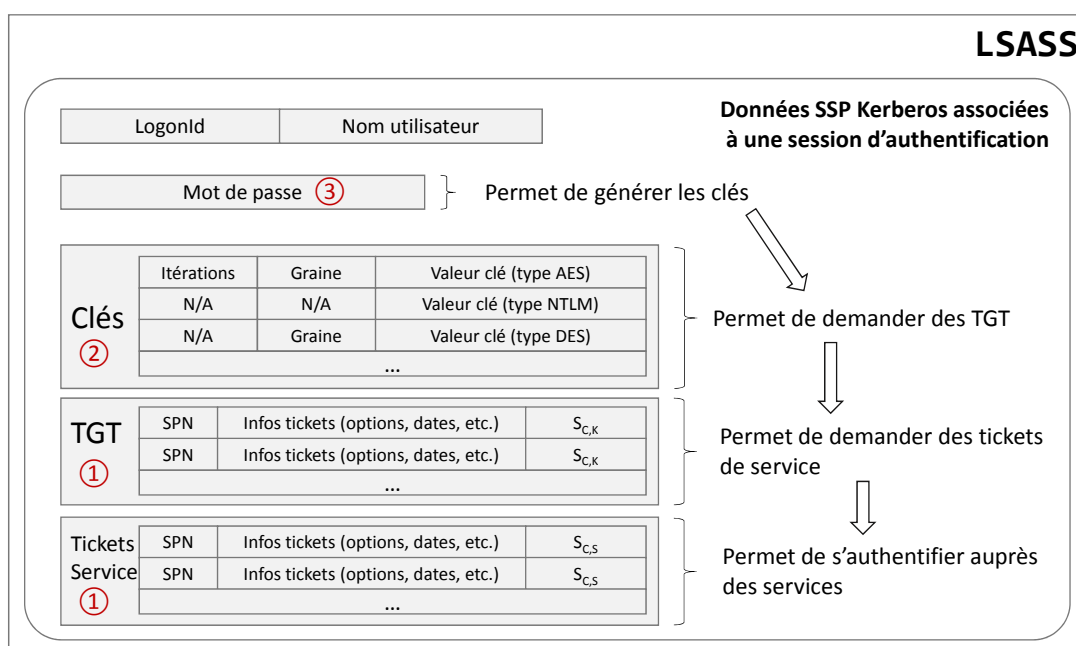 LSASS
Données SSP Kerberos associées
à une session d'authentification
LogonId Nom utilisateur
Mot de passe ③ Permet de générer les clés
Clés
②
Itérations Graine Valeur clé (type AES)
N/A N/A Valeur clé (type NTLM)
N/A Graine Valeur clé (type DES)
...
Permet de demander des TGT
TGT
①
SPN Infos tickets (options, dates, etc.) S_{C,K}
SPN Infos tickets (options, dates, etc.) S_{C,K}
...
Permet de demander des tickets
de service
Tickets
Service
①
SPN Infos tickets (options, dates, etc.) S_{C,S}
SPN Infos tickets (options, dates, etc.) S_{C,S}
...
Permet de s'authentifier auprès
des services